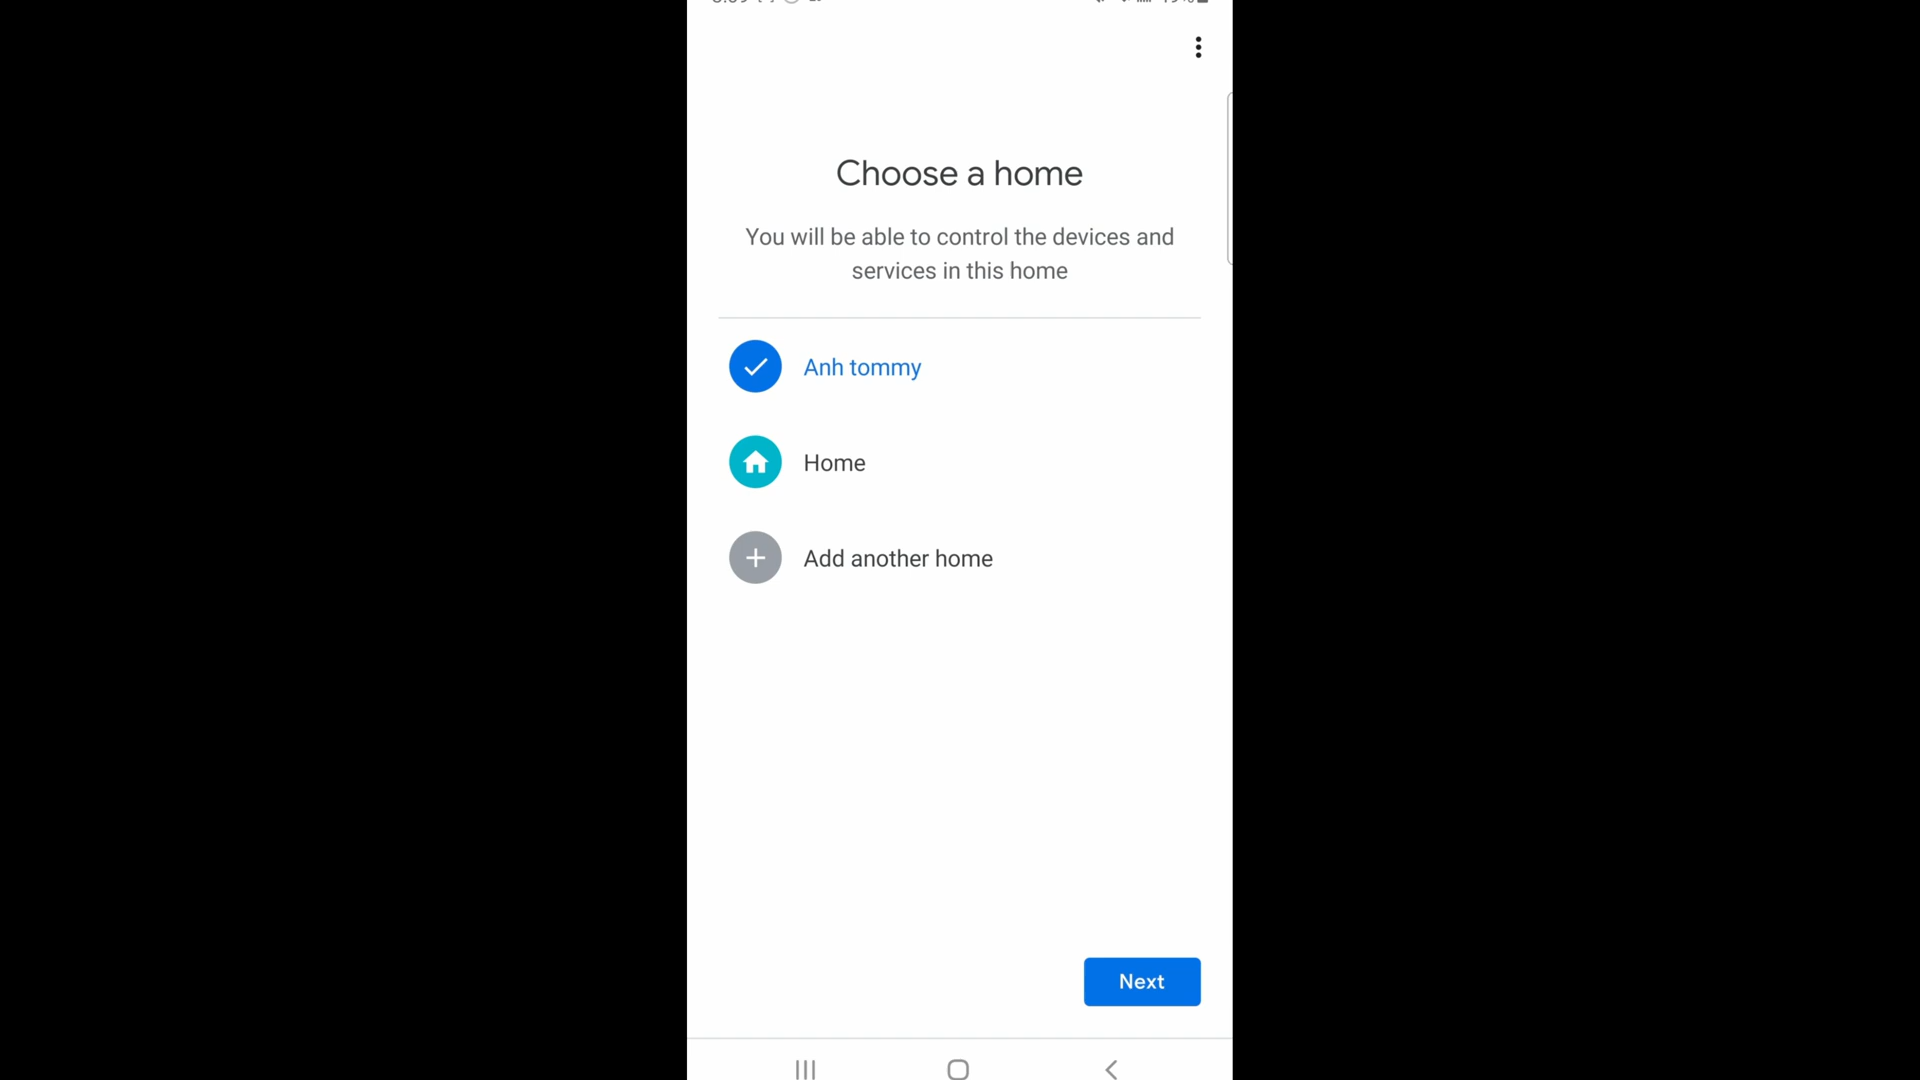 Choose a home
You will be able to control the devices and
services in this home
Anh tommy
Home
Add another home
Next